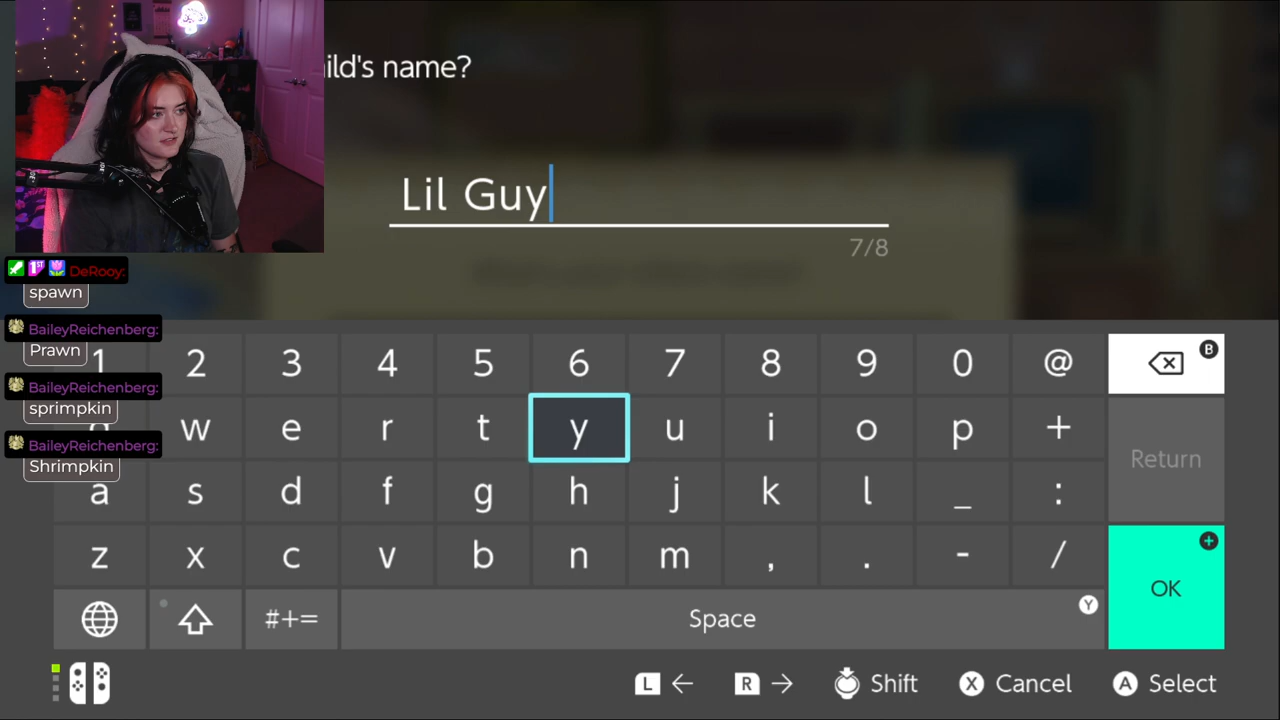 ild's name?
Lil Guy
7/8
DeRooy:
spawn
BaileyReichenberg:
Prawn
BaileyReichenberg:
sprimpkin
BaileyReichenberg:
Shrimpkin
1 2 3 4 5 6 7 8 9 0 @ B
w e r t y u i o p +
Return
a s d f g h j k l _ :
z x c v b n m , . - /
OK +
#+= Space Y
L ← R → Shift X Cancel A Select